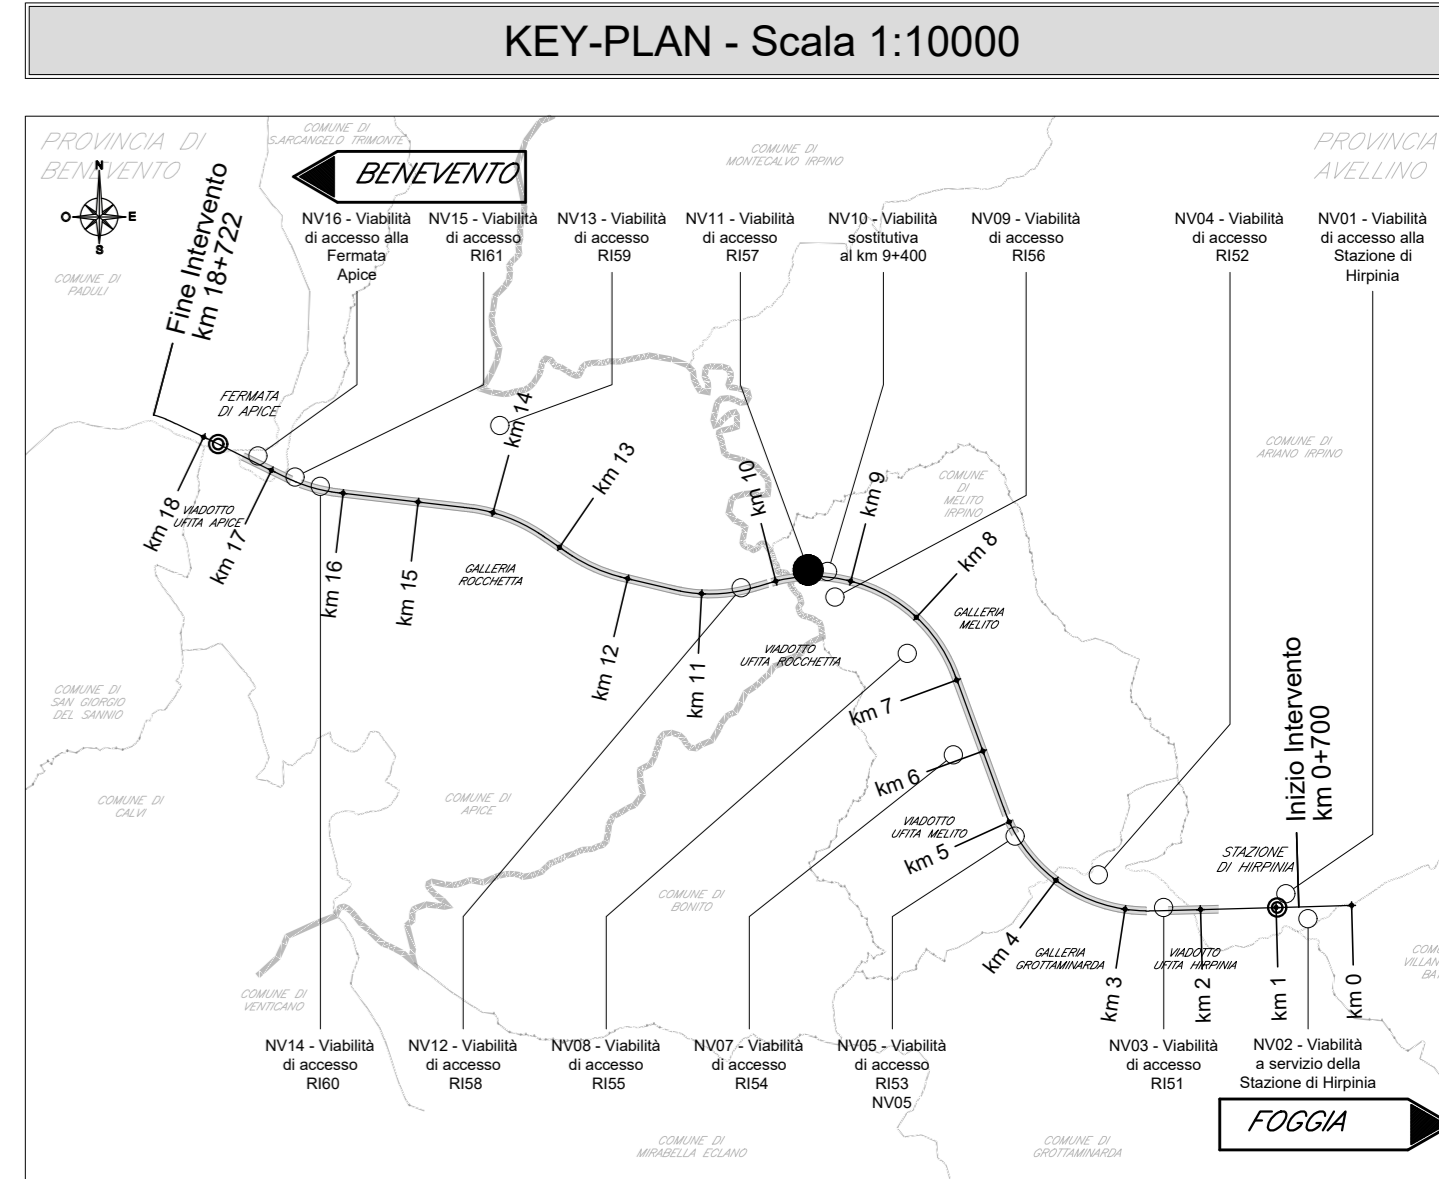 KEY-PLAN - Scala 1:10000
PROVINCIA DI
BENEVENTO
COMUNE DI
S.ARCANGELO TRIMONTE
COMUNE DI
MONTECALVO IRPINO
PROVINCIA
AVELLINO
BENEVENTO
N
O
E
S
COMUNE DI
PADULI
Fine Intervento
km 18+722
NV16 - Viabilità
di accesso alla
Fermata
Apice
NV15 - Viabilità
di accesso
RI61
NV13 - Viabilità
di accesso
RI59
NV11 - Viabilità
di accesso
RI57
NV10 - Viabilità
sostitutiva
al km 9+400
NV09 - Viabilità
di accesso
RI56
NV04 - Viabilità
di accesso
RI52
NV01 - Viabilità
di accesso alla
Stazione di
Hirpinia
FERMATA
DI APICE
COMUNE DI
ARIANO IRPINO
COMUNE
DI
MELITO
IRPINO
VIADOTTO
UFITA APICE
GALLERIA
ROCCHETTA
GALLERIA
MELITO
VIADOTTO
UFITA ROCCHETTA
km 18
km 17
km 16
km 15
km 14
km 13
km 12
km 11
km 10
km 9
km 8
km 7
km 6
km 5
km 4
km 3
km 2
km 1
km 0
COMUNE DI
SAN GIORGIO
DEL SANNIO
COMUNE DI
CALVI
COMUNE DI
APICE
VIADOTTO
UFITA MELITO
Inizio Intervento
km 0+700
STAZIONE
DI HIRPINIA
COMUNE DI
BONITO
GALLERIA
GROTTAMINARDA
VIADOTTO
UFITA HIRPINIA
COMUNE DI
VENTICANO
NV14 - Viabilità
di accesso
RI60
NV12 - Viabilità
di accesso
RI58
NV08 - Viabilità
di accesso
RI55
NV07 - Viabilità
di accesso
RI54
NV05 - Viabilità
di accesso
RI53
NV05
NV03 - Viabilità
di accesso
RI51
NV02 - Viabilità
a servizio della
Stazione di Hirpinia
FOGGIA
COMUNE DI
MIRABELLA ECLANO
COMUNE DI
GROTTAMINARDA